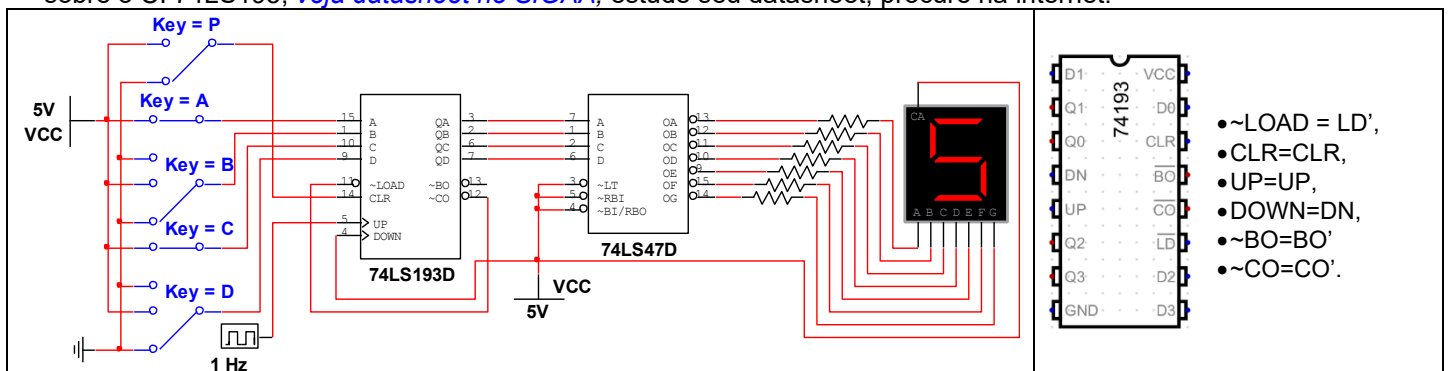 sobre o CI 74LS193, veja datasheet no SIGAA, estude seu datasheet, procure na internet.
Key = P
5V
VCC
Key = A
Key = B
Key = C
Key = D
1 Hz
15 A QA 3
1 B QB 2
10 C QC 6
9 D QD 7
11 ~LOAD ~BO 13
14 CLR ~CO 12
5 UP
4 DOWN
74LS193D
7 A OA 13
1 B OB 12
2 C OC 11
6 D OD 10
OE 9
3 ~LT OF 15
5 ~RBI OG 14
4 ~BI/RBO
74LS47D
VCC
5V
CA
5
A B C D E F G
74193
D1 VCC
Q1 D0
Q0 CLR
DN BO
UP CO
Q2 LD
Q3 D2
GND D3
•~LOAD = LD’,
•CLR=CLR,
•UP=UP,
•DOWN=DN,
•~BO=BO’
•~CO=CO’.